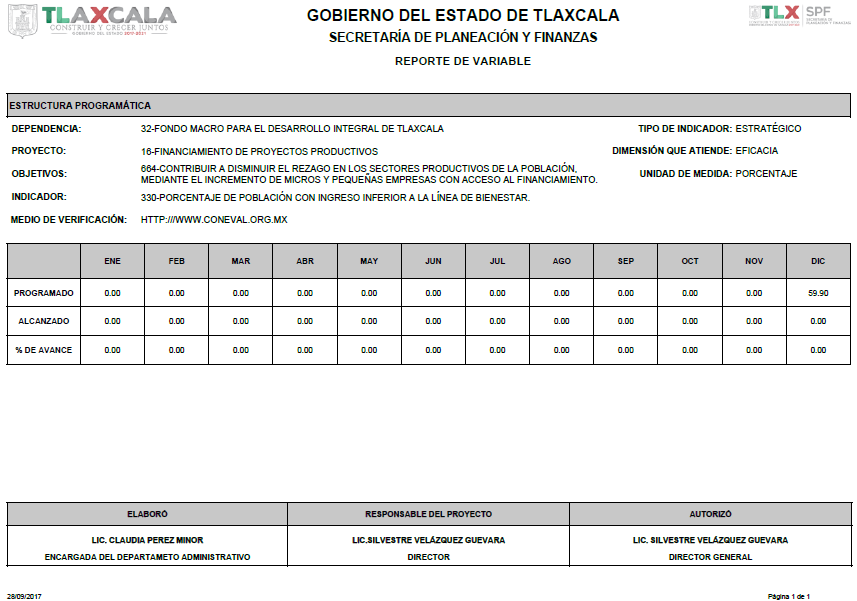 TLAXCALA
CONSTRUIR Y CRECER JUNTOS
GOBIERNO DEL ESTADO 2017-2021
GOBIERNO DEL ESTADO DE TLAXCALA
SECRETARÍA DE PLANEACIÓN Y FINANZAS
REPORTE DE VARIABLE
TLX SPF
ESTRUCTURA PROGRAMÁTICA
DEPENDENCIA: 32-FONDO MACRO PARA EL DESARROLLO INTEGRAL DE TLAXCALA TIPO DE INDICADOR: ESTRATÉGICO
PROYECTO: 16-FINANCIAMIENTO DE PROYECTOS PRODUCTIVOS DIMENSIÓN QUE ATIENDE: EFICACIA
OBJETIVOS: 664-CONTRIBUIR A DISMINUIR EL REZAGO EN LOS SECTORES PRODUCTIVOS DE LA POBLACIÓN,
MEDIANTE EL INCREMENTO DE MICROS Y PEQUEÑAS EMPRESAS CON ACCESO AL FINANCIAMIENTO. UNIDAD DE MEDIDA: PORCENTAJE
INDICADOR: 330-PORCENTAJE DE POBLACIÓN CON INGRESO INFERIOR A LA LÍNEA DE BIENESTAR.
MEDIO DE VERIFICACIÓN: HTTP:///WWW.CONEVAL.ORG.MX
ENE FEB MAR ABR MAY JUN JUL AGO SEP OCT NOV DIC
PROGRAMADO 0.00 0.00 0.00 0.00 0.00 0.00 0.00 0.00 0.00 0.00 0.00 59.90
ALCANZADO 0.00 0.00 0.00 0.00 0.00 0.00 0.00 0.00 0.00 0.00 0.00 0.00
% DE AVANCE 0.00 0.00 0.00 0.00 0.00 0.00 0.00 0.00 0.00 0.00 0.00 0.00
ELABORÓ RESPONSABLE DEL PROYECTO AUTORIZÓ
LIC. CLAUDIA PEREZ MINOR LIC.SILVESTRE VELÁZQUEZ GUEVARA LIC. SILVESTRE VELÁZQUEZ GUEVARA
ENCARGADA DEL DEPARTAMETO ADMINISTRATIVO DIRECTOR DIRECTOR GENERAL
28/09/2017 Página 1 de 1